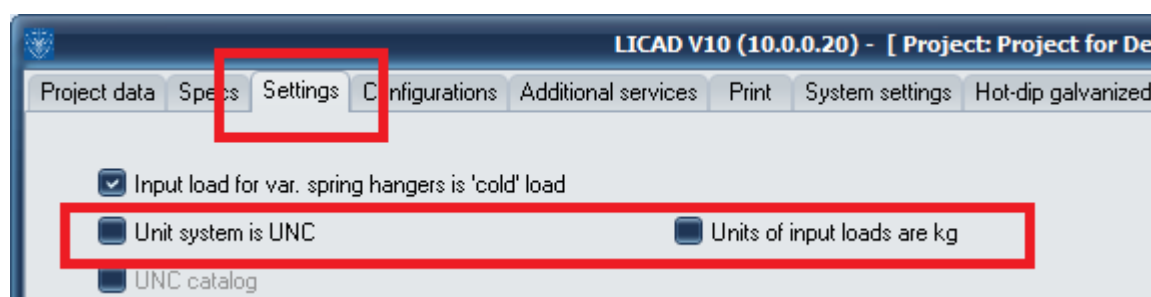 LICAD V10 (10.0.0.20) - [ Project: Project for De
Project data Specs Settings Configurations Additional services Print System settings Hot-dip galvanized
Input load for var. spring hangers is 'cold' load
Unit system is UNC Units of input loads are kg
UNC catalog